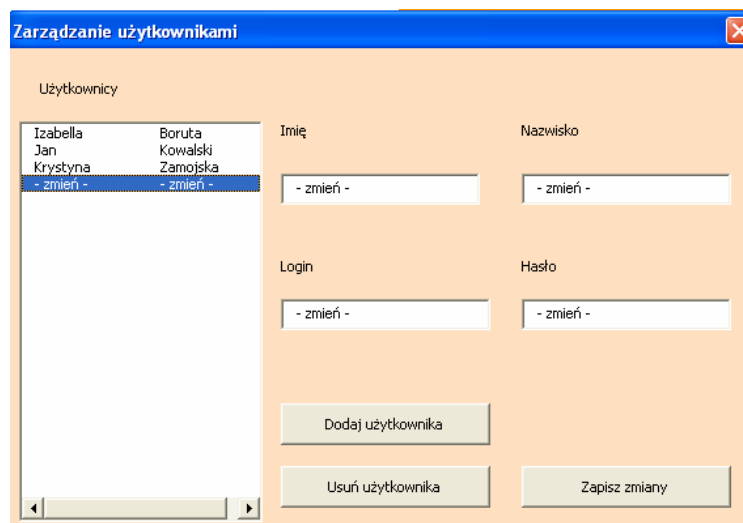 Zarządzanie użytkownikami
Użytkownicy
Izabella Boruta
Jan Kowalski
Krystyna Zamojska
- zmień - - zmień -
Imię
Nazwisko
- zmień -
- zmień -
Login
Hasło
- zmień -
- zmień -
Dodaj użytkownika
Usuń użytkownika
Zapisz zmiany